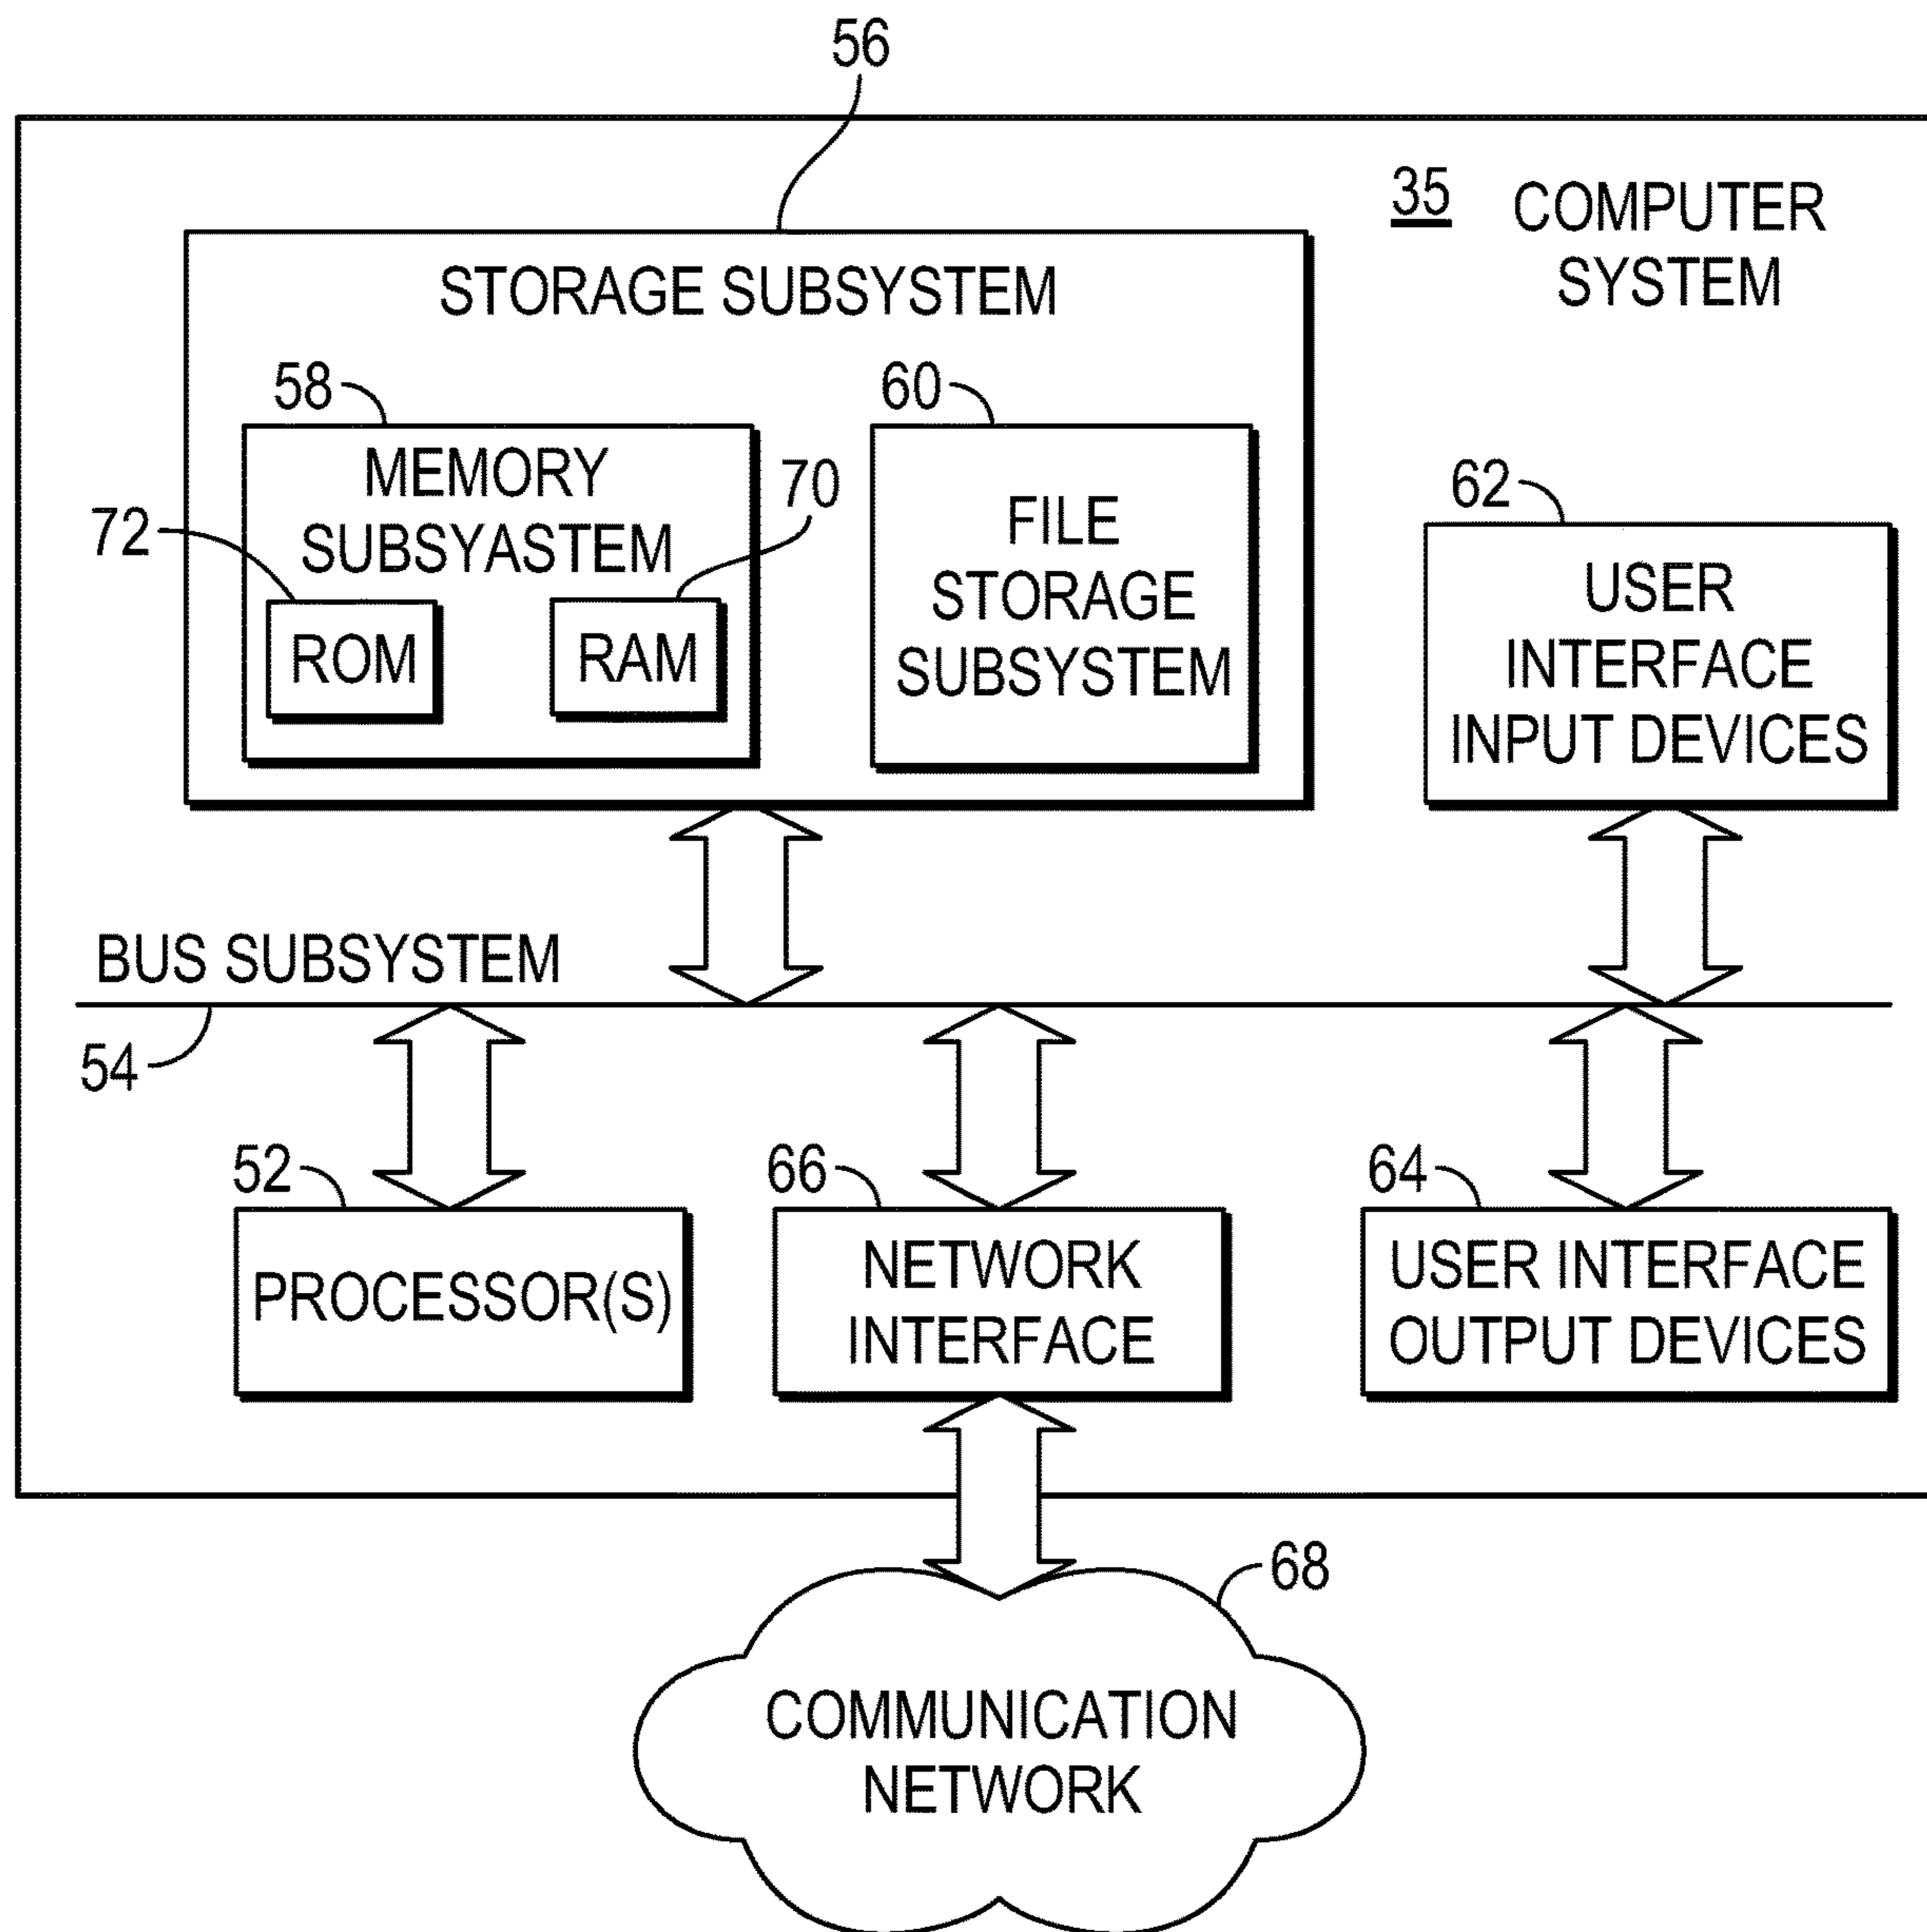 56
35 COMPUTER
SYSTEM
STORAGE SUBSYSTEM
58
60
MEMORY
SUBSYASTEM
72
70
ROM
RAM
FILE
STORAGE
SUBSYSTEM
62
USER
INTERFACE
INPUT DEVICES
BUS SUBSYSTEM
54
52
PROCESSOR(S)
66
NETWORK
INTERFACE
64
USER INTERFACE
OUTPUT DEVICES
68
COMMUNICATION
NETWORK